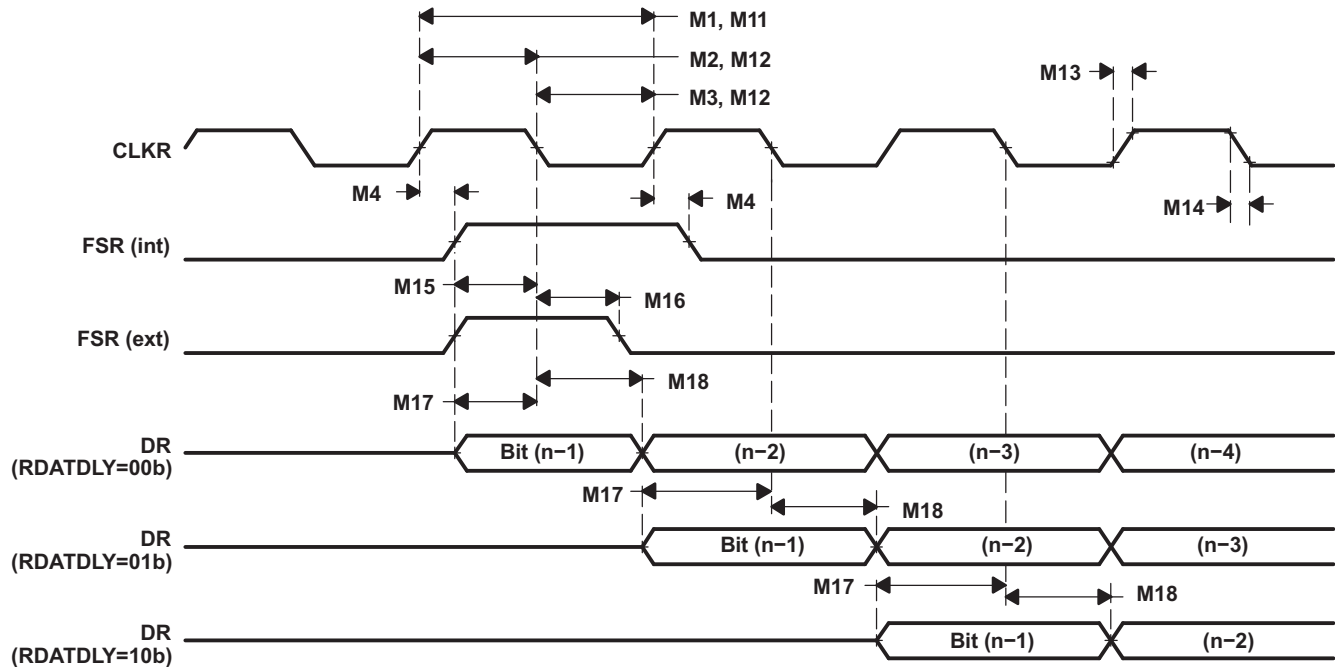 M1, M11
M2, M12
M13
M3, M12
CLKR
M4
M4
M14
FSR (int)
M15
M16
FSR (ext)
M18
M17
DR
(RDATDLY=00b)
Bit (n−1)
(n−2)
(n−3)
(n−4)
M17
M18
DR
(RDATDLY=01b)
Bit (n−1)
(n−2)
(n−3)
M17
M18
DR
(RDATDLY=10b)
Bit (n−1)
(n−2)